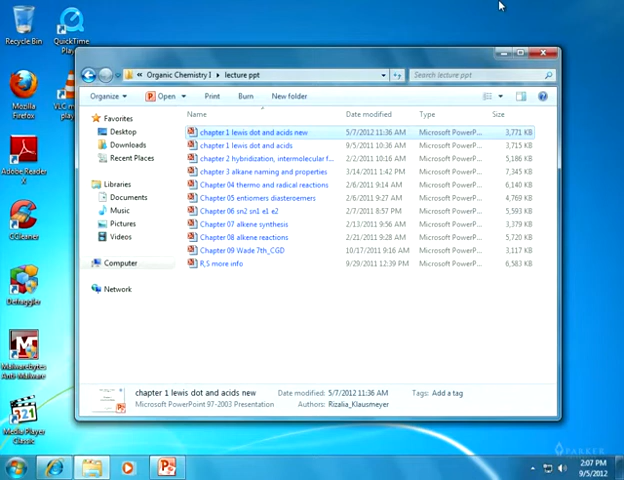 Recycle Bin
QuickTime
Play...
Mozilla
Firefox
VLC m
play
Adobe Reader
X
CCleaner
Defraggler
Malwarebytes
Anti-Malware
Media Player
Classic
« Organic Chemistry I ▸ lecture ppt
Search lecture ppt
Organize Open Print Burn New folder
Name Date modified Type Size
Favorites
Desktop
Downloads
Recent Places
Libraries
Documents
Music
Pictures
Videos
Computer
Network
chapter 1 lewis dot and acids new 5/7/2012 11:36 AM Microsoft PowerP... 3,771 KB
chapter 1 lewis dot and acids 9/5/2011 10:36 AM Microsoft PowerP... 3,715 KB
chapter 2 hybridization, intermolecular f... 2/2/2011 10:16 AM Microsoft PowerP... 5,186 KB
chapter 3 alkane naming and properties 3/14/2011 1:42 PM Microsoft PowerP... 7,345 KB
Chapter 04 thermo and radical reactions 2/6/2011 9:14 AM Microsoft PowerP... 6,140 KB
Chapter 05 entiomers diastereomers 2/6/2011 9:27 AM Microsoft PowerP... 4,769 KB
Chapter 06 sn2 sn1 e1 e2 2/7/2011 8:57 PM Microsoft PowerP... 5,593 KB
Chapter 07 alkene synthesis 2/13/2011 9:56 AM Microsoft PowerP... 3,379 KB
Chapter 08 alkene reactions 2/21/2011 9:28 AM Microsoft PowerP... 5,720 KB
Chapter 09 Wade 7th_CGD 10/17/2011 9:16 AM Microsoft PowerP... 3,117 KB
R,S more info 9/29/2011 12:39 PM Microsoft PowerP... 6,583 KB
chapter 1 lewis dot and acids new Date modified: 5/7/2012 11:36 AM Tags: Add a tag
Microsoft PowerPoint 97-2003 Presentation Authors: Rizalia_Klausmeyer
PARKER
2:07 PM
9/5/2012